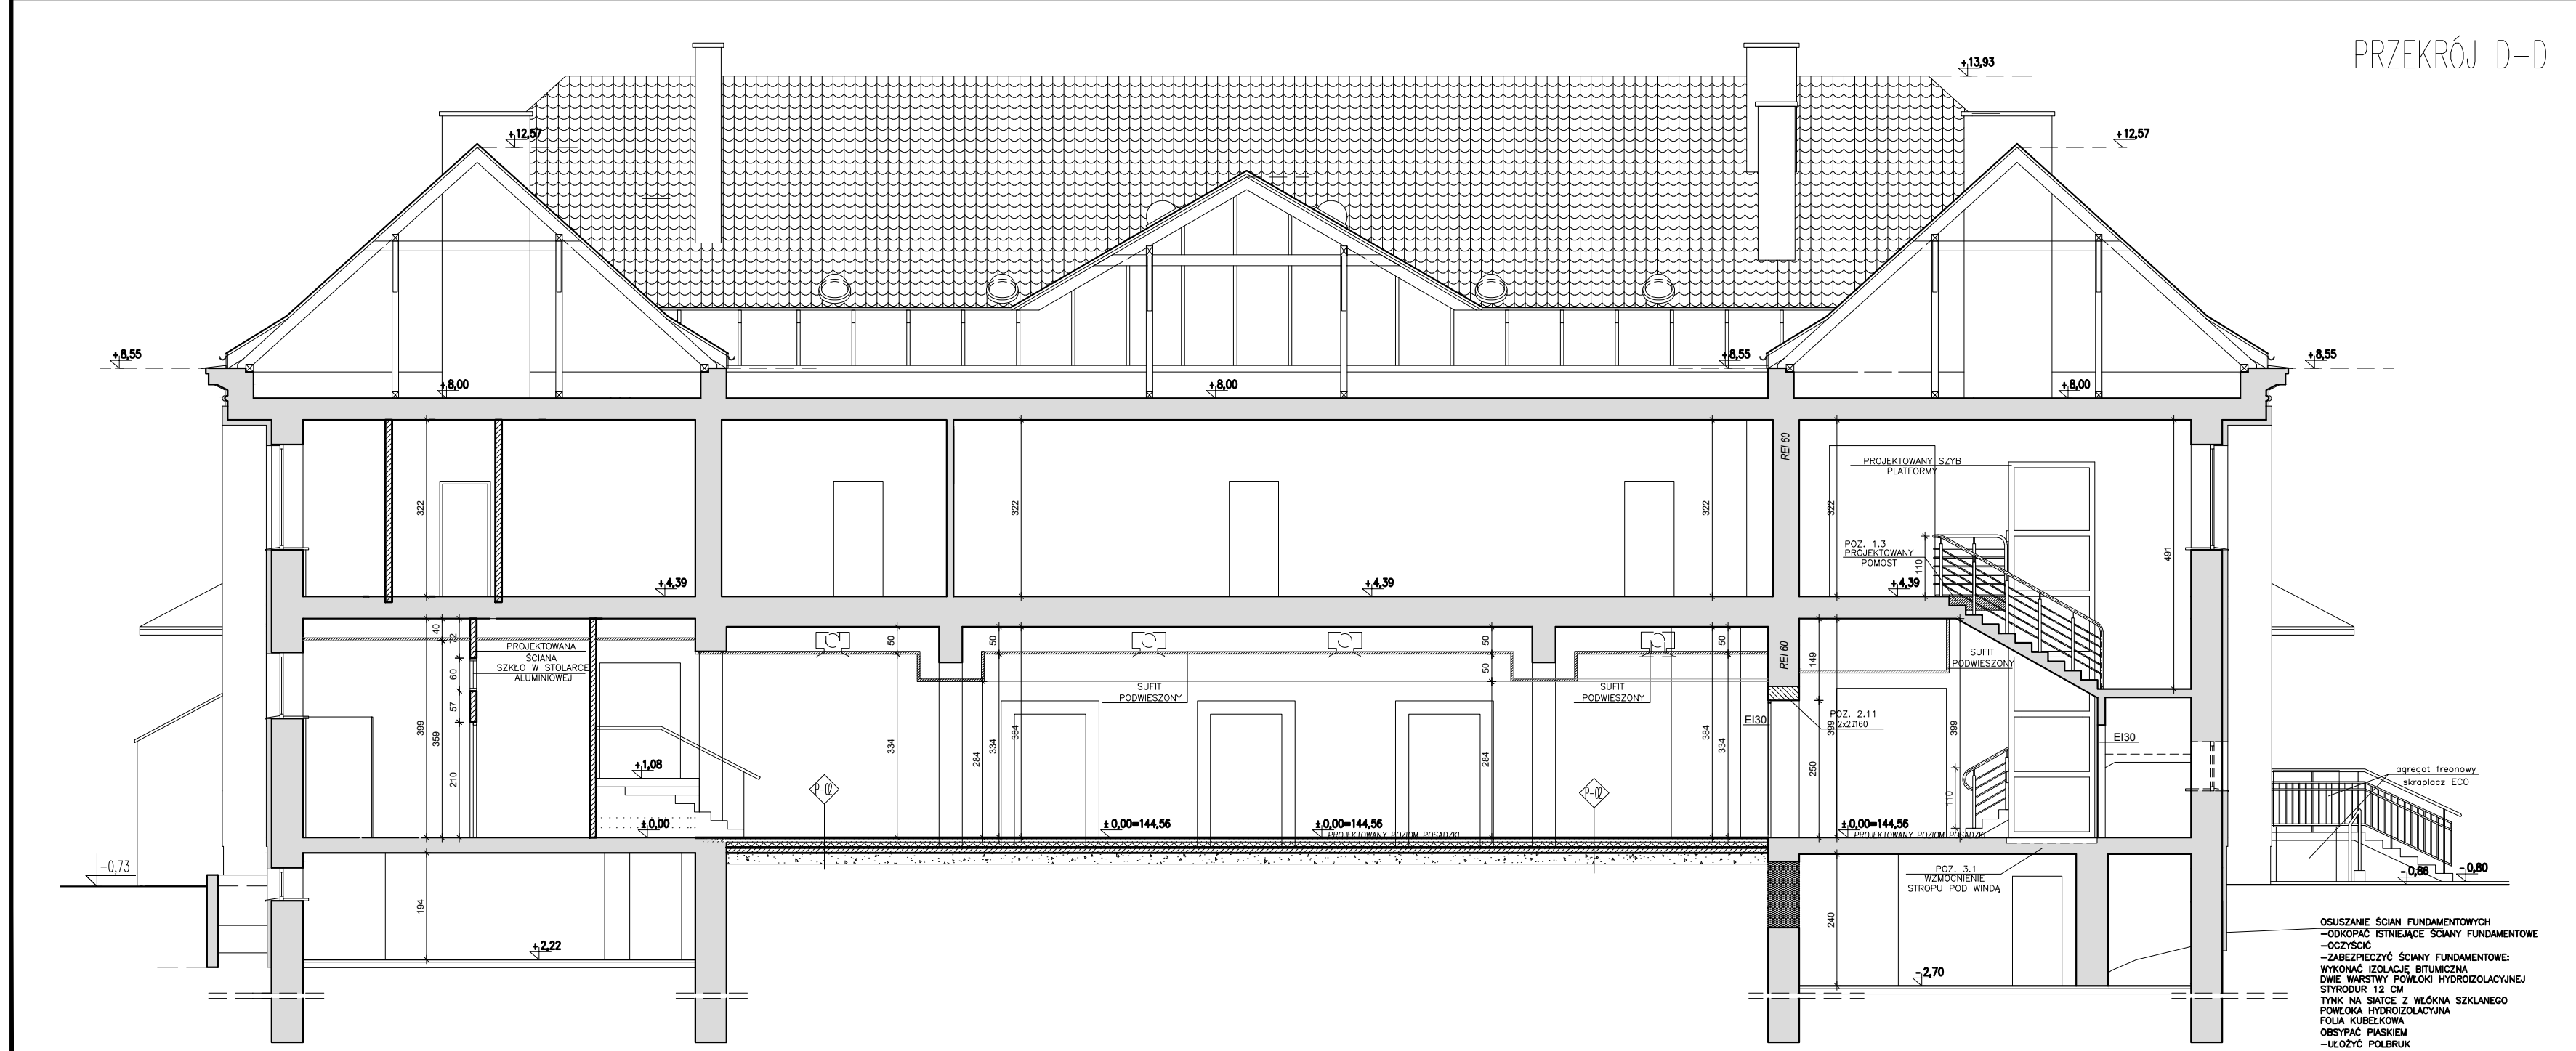 PRZEKRÓJ D-D
+13,93
+12,57
+12,57
+8,55
+8,55
+8,55
+8,00
+8,00
+8,00
REI 60
PROJEKTOWANY SZYB
PLATFORMY
322
322
322
322
491
POZ. 1.3
PROJEKTOWANY
POMOST
110
+4,39
+4,39
+4,39
40
72
PROJEKTOWANA
ŚCIANA
SZKŁO W STOLARCE
ALUMINIOWEJ
60
57
399
359
210
50
50
50
50
50
50
SUFIT
PODWIESZONY
SUFIT
PODWIESZONY
SUFIT
PODWIESZONY
REI 60
149
EI30
POZ. 2.11
2x2I160
399
399
250
110
EI30
334
284
334
384
284
384
334
+1,08
P-02
P-02
agregat freonowy
skraplacz ECO
±0,00
±0,00=144,56
±0,00=144,56
PROJEKTOWANY POZIOM POSADZKI
±0,00=144,56
PROJEKTOWANY POZIOM POSADZKI
-0,73
-0,86
-0,80
POZ. 3.1
WZMOCNIENIE
STROPU POD WINDĄ
194
240
+2,22
-2,70
OSUSZANIE ŚCIAN FUNDAMENTOWYCH
-ODKOPAĆ ISTNIEJĄCE ŚCIANY FUNDAMENTOWE
-OCZYŚCIĆ
-ZABEZPIECZYĆ ŚCIANY FUNDAMENTOWE:
WYKONAĆ IZOLACJĘ BITUMICZNA
DWIE WARSTWY POWŁOKI HYDROIZOLACYJNEJ
STYRODUR 12 CM
TYNK NA SIATCE Z WŁÓKNA SZKLANEGO
POWŁOKA HYDROIZOLACYJNA
FOLIA KUBEŁKOWA
OBSYPAĆ PIASKIEM
-UŁOŻYĆ POLBRUK